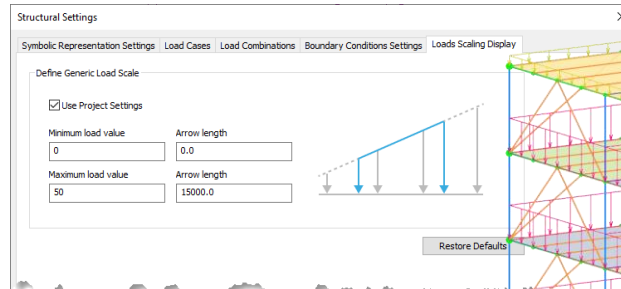 Structural Settings
Symbolic Representation Settings Load Cases Load Combinations Boundary Conditions Settings Loads Scaling Display
Define Generic Load Scale
Use Project Settings
Minimum load value Arrow length
0 0.0
Maximum load value Arrow length
50 15000.0
Restore Defaults